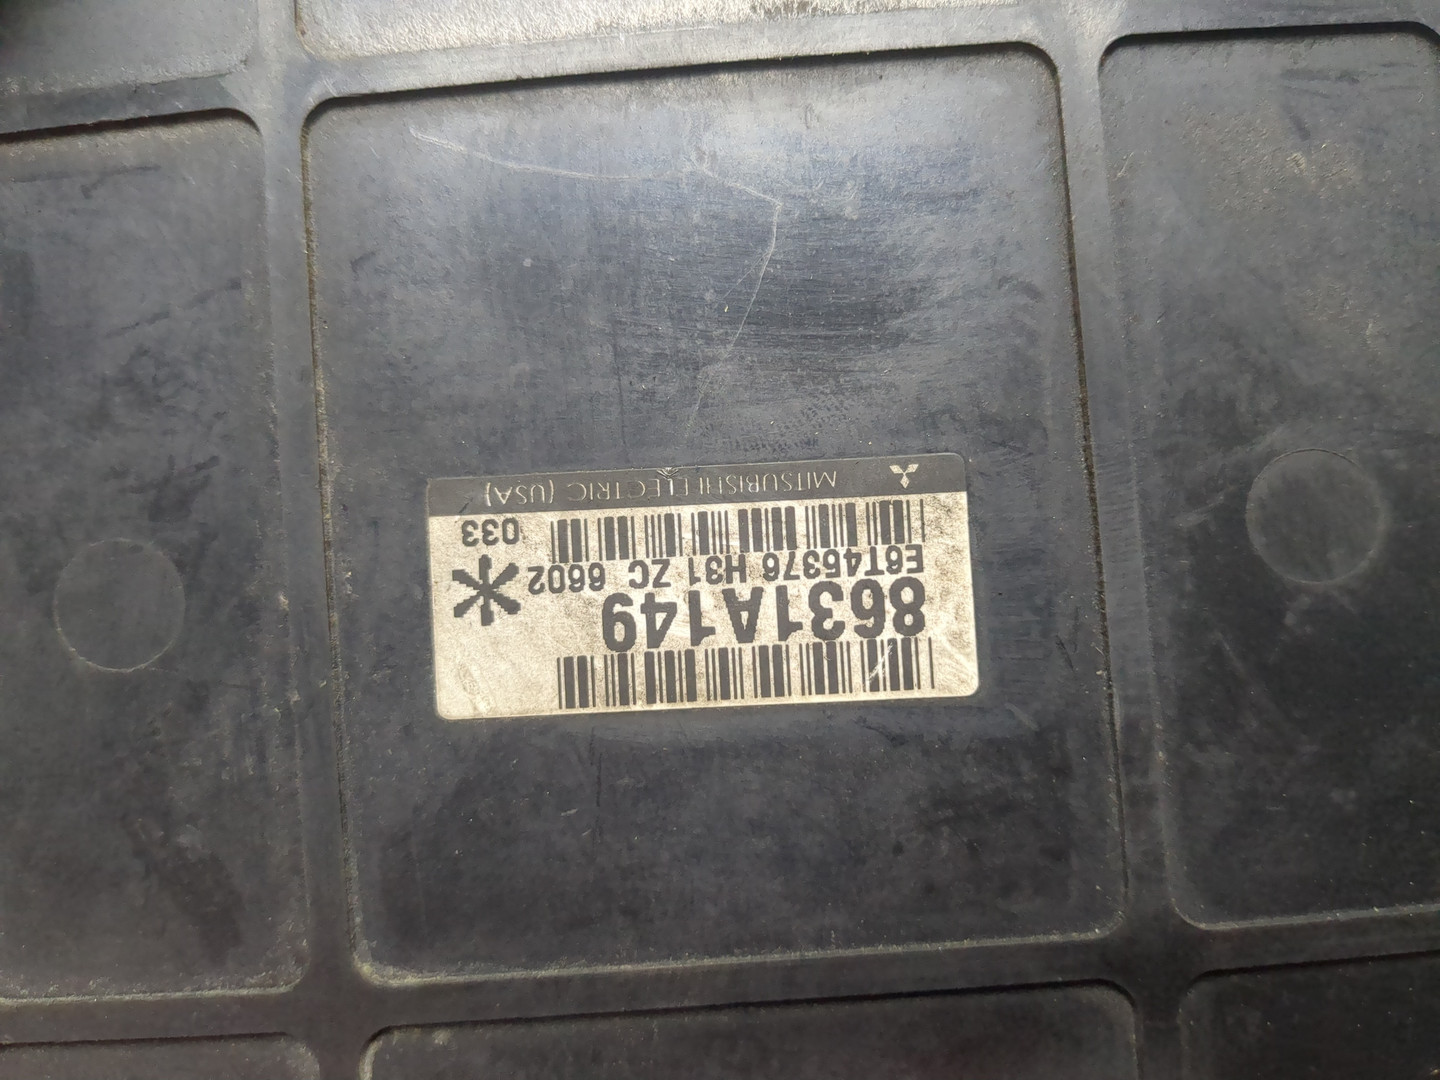 MITSUBISHI ELECTRIC (USA)
033
E6T45376 H31 ZC 6602
8631A149